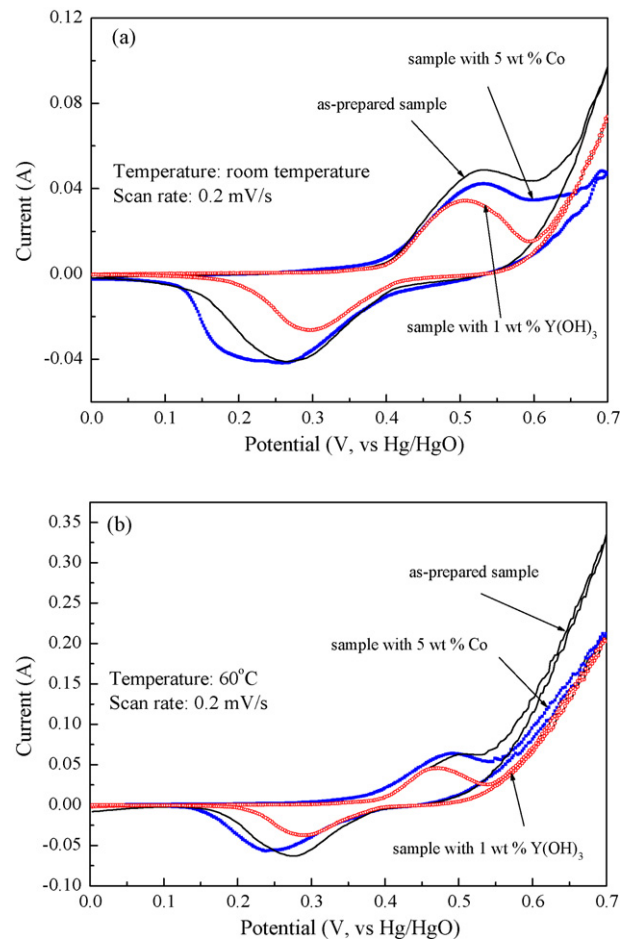 (a)
sample with 5 wt % Co
as-prepared sample
Temperature: room temperature
Scan rate: 0.2 mV/s
sample with 1 wt % Y(OH)₃
Current (A)
0.12
0.08
0.04
0.00
-0.04
0.0 0.1 0.2 0.3 0.4 0.5 0.6 0.7
Potential (V, vs Hg/HgO)
(b)
as-prepared sample
sample with 5 wt % Co
Temperature: 60°C
Scan rate: 0.2 mV/s
sample with 1 wt % Y(OH)₃
Current (A)
0.35
0.30
0.25
0.20
0.15
0.10
0.05
0.00
-0.05
-0.10
0.0 0.1 0.2 0.3 0.4 0.5 0.6 0.7
Potential (V, vs Hg/HgO)